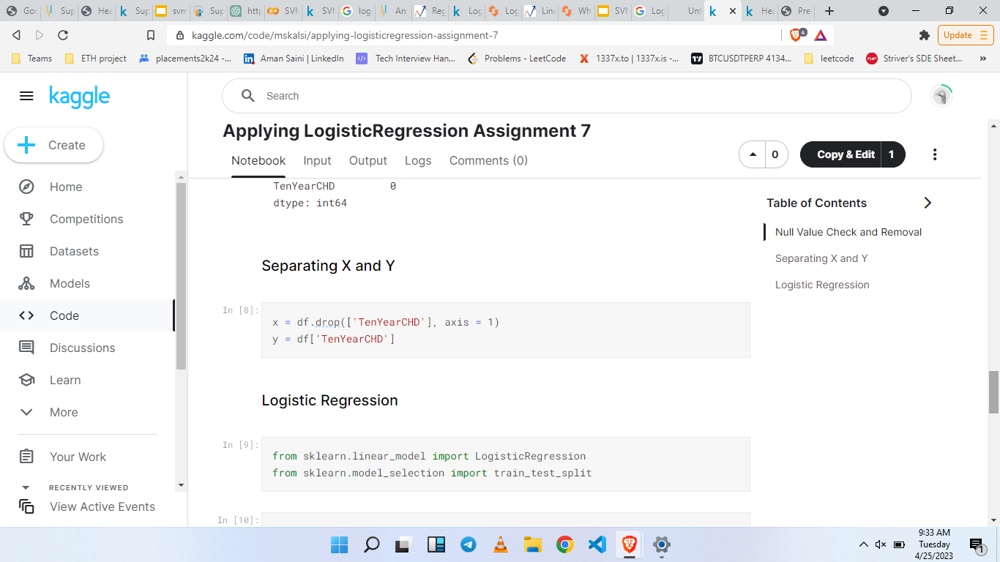 Goo
Sup
Hea
Sup
svm
Sup
http
SVM
SVM
log
An
Reg
Log
Log
Line
Wh
SVM
Log
Unt
Hea
Pre
kaggle.com/code/mskalsi/applying-logisticregression-assignment-7
6
Update
Teams
ETH project
placements2k24 -...
Aman Saini | LinkedIn
Tech Interview Han...
Problems - LeetCode
1337x.to | 1337x.is -...
BTCUSDTPERP 4134...
leetcode
Striver's SDE Sheet...
»
kaggle
Search
Create
Home
Competitions
Datasets
Models
Code
Discussions
Learn
More
Your Work
RECENTLY VIEWED
View Active Events
Applying LogisticRegression Assignment 7
0
Copy & Edit 1
Notebook Input Output Logs Comments (0)
TenYearCHD 0
dtype: int64
Separating X and Y
In [8]:
x = df.drop(['TenYearCHD'], axis = 1)
y = df['TenYearCHD']
Logistic Regression
In [9]:
from sklearn.linear_model import LogisticRegression
from sklearn.model_selection import train_test_split
In [10]:
Table of Contents
Null Value Check and Removal
Separating X and Y
Logistic Regression
9:33 AM
Tuesday
4/25/2023
1